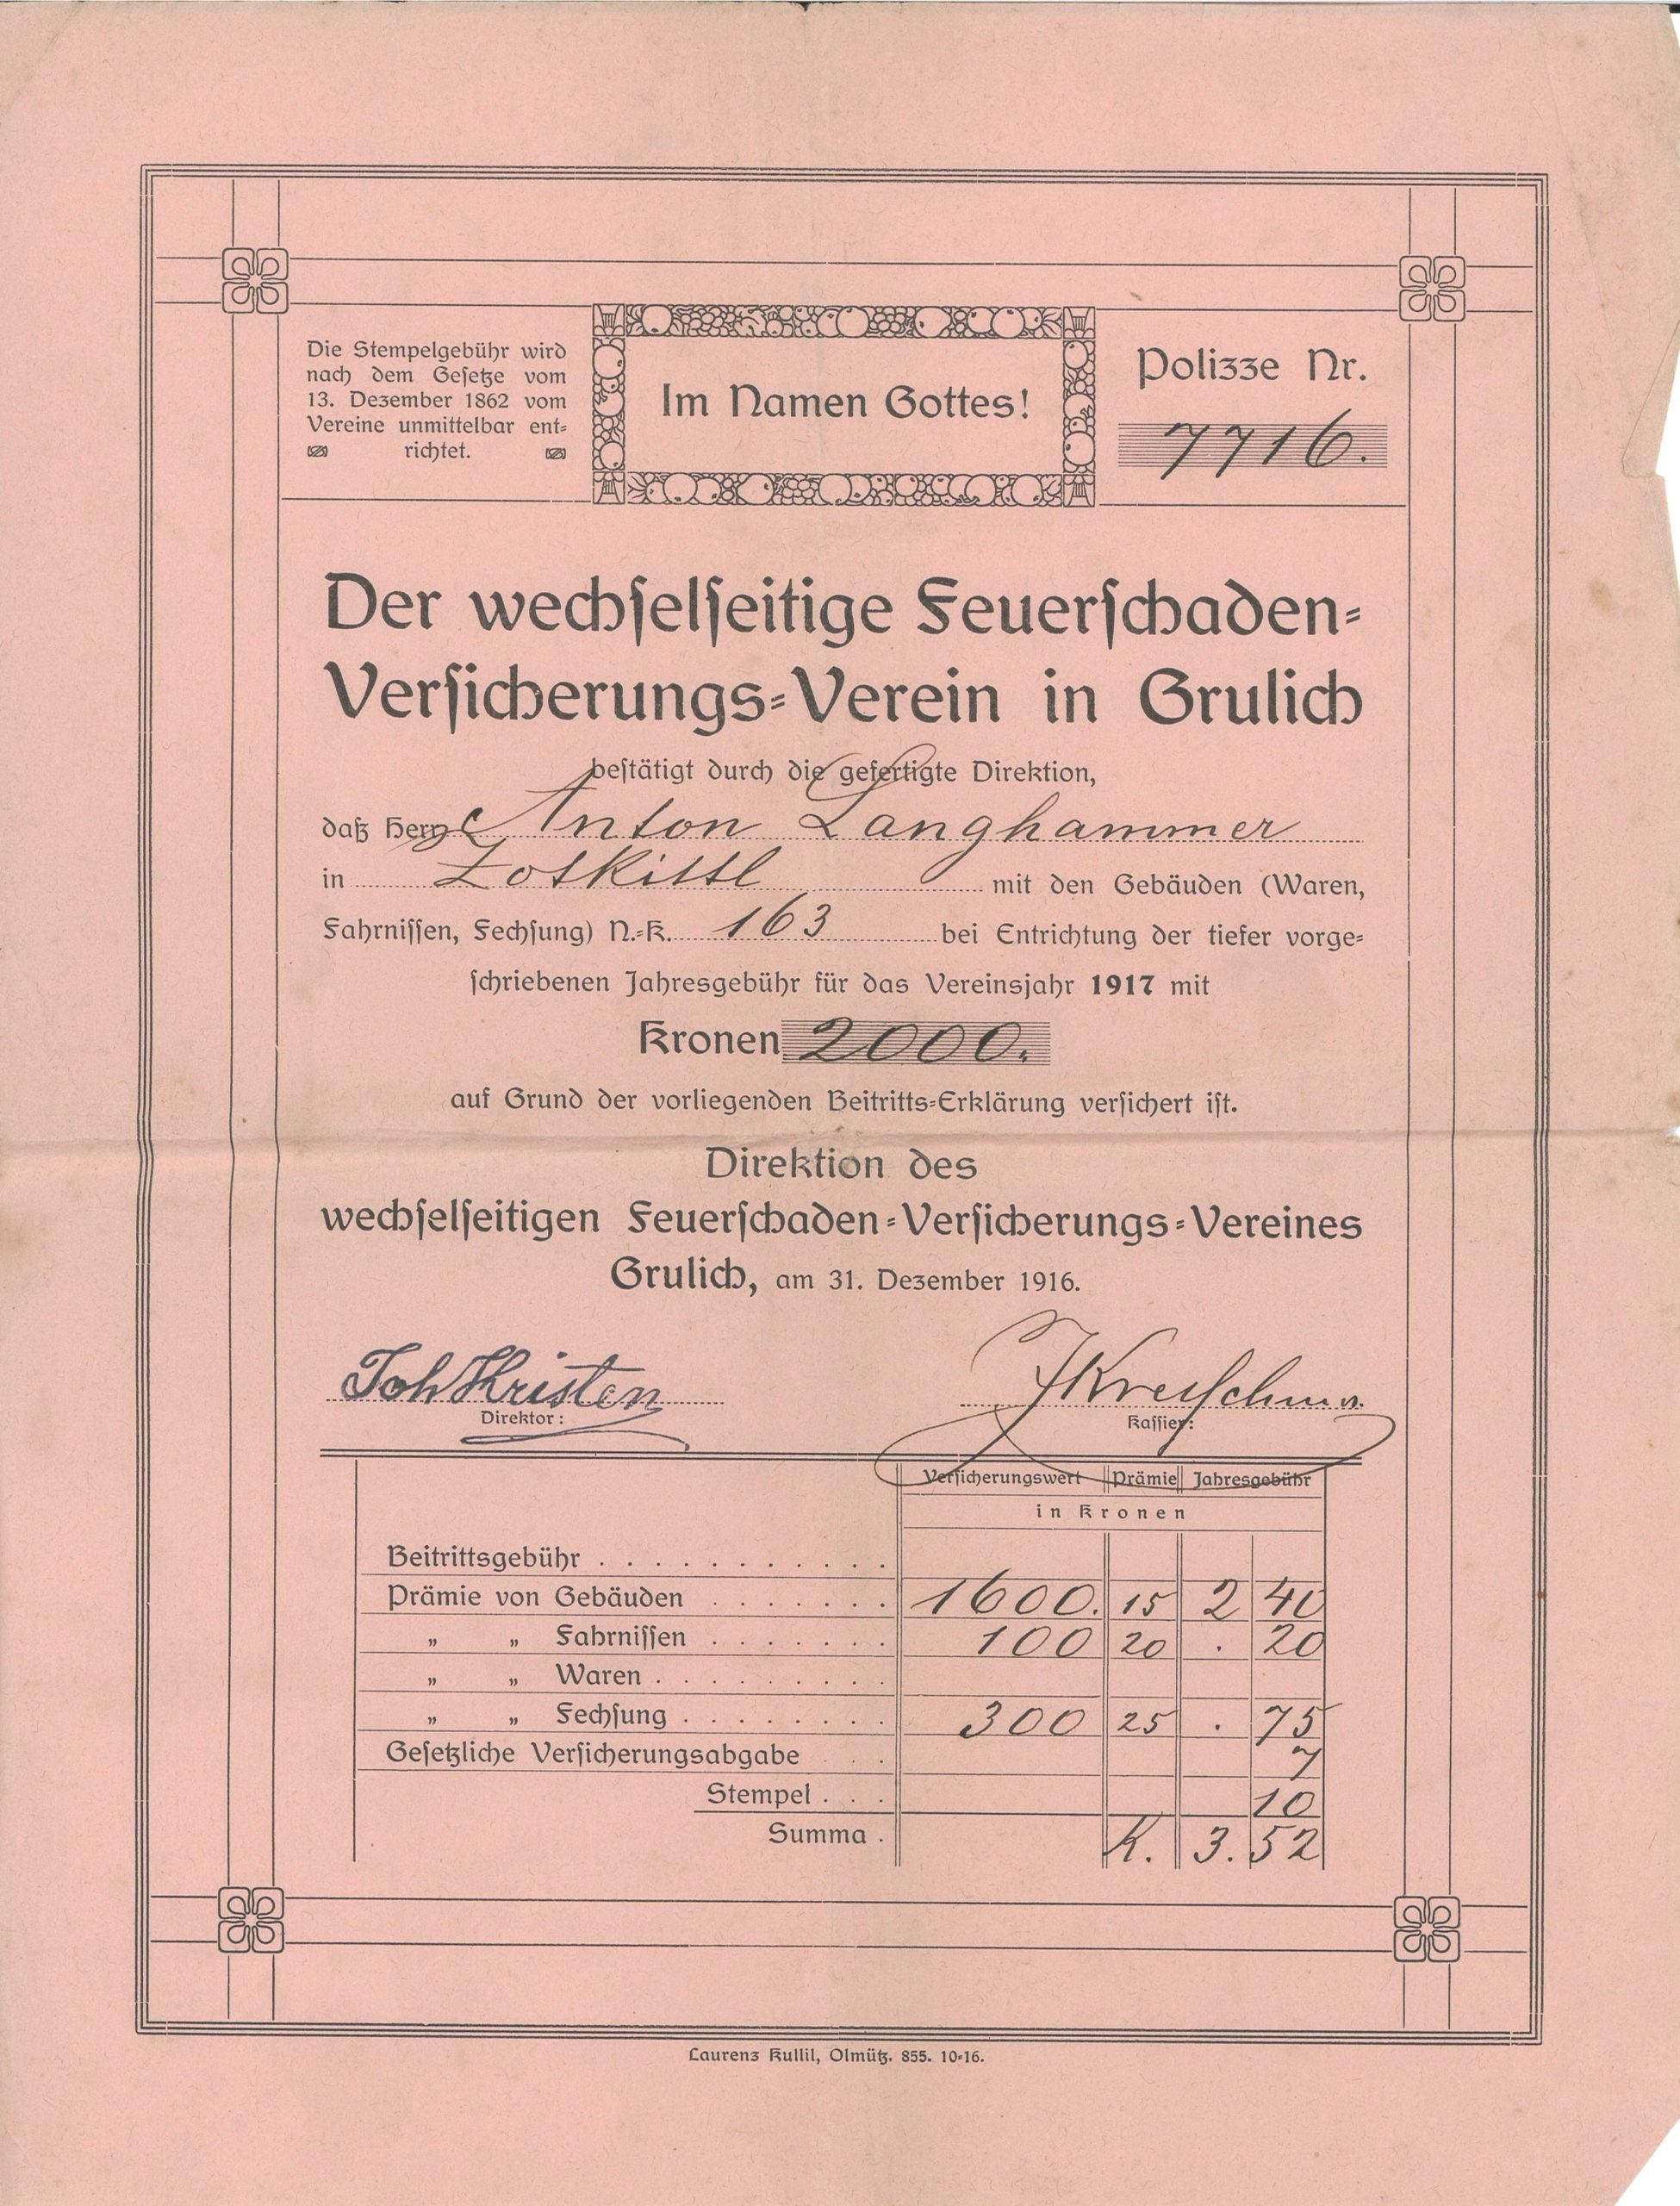 Die Stempelgebühr wird
nach dem Gesetze vom
13. Dezember 1862 vom
Vereine unmittelbar ent-
richtet.
Im Namen Gottes!
Polizze Nr.
7716.
Der wechselseitige Feuerschaden-
Versicherungs-Verein in Grulich
bestätigt durch die gefertigte Direktion,
daß Herr Anton Langhammer
in Zotkittl mit den Gebäuden (Waren,
Fahrnissen, Fechsung) N.-K. 163 bei Entrichtung der tiefer vorge-
schriebenen Jahresgebühr für das Vereinsjahr 1917 mit
Kronen 2000.
auf Grund der vorliegenden Beitritts-Erklärung versichert ist.
Direktion des
wechselseitigen Feuerschaden-Versicherungs-Vereines
Grulich, am 31. Dezember 1916.
Joh Kristen
Direktor:
Kassier:
Versicherungswert Prämie Jahresgebühr
in Kronen
Beitrittsgebühr . . . . . . . . . . .
Prämie von Gebäuden . . . . . . . 1600. 15 2 40
„ „ Fahrnissen . . . . . . . 100 20 . 20
„ „ Waren . . . . . . . . .
„ „ Fechsung . . . . . . . . 300 25 . 75
Gesetzliche Versicherungsabgabe . . . 7
Stempel . . . 10
Summa . K. 3. 52
Laurenz Kullil, Olmütz. 855. 10-16.